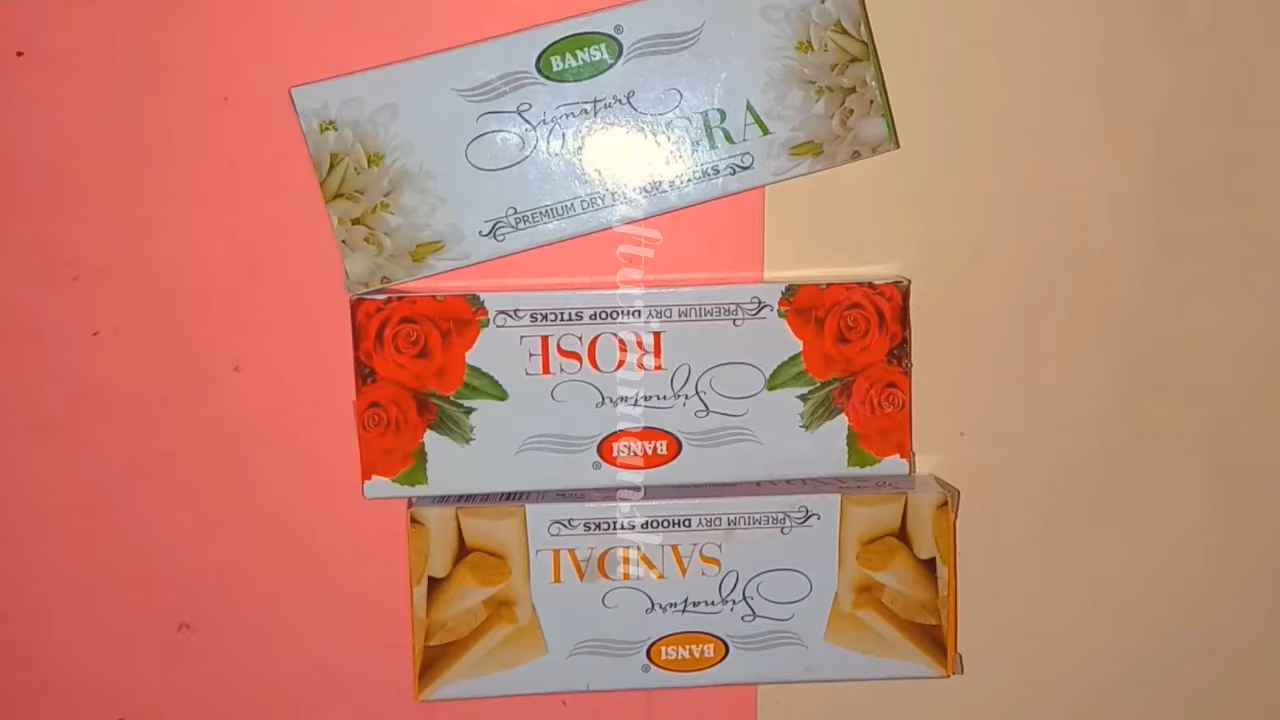 BANSI
Signature
PREMIUM DRY DHOOP STICKS
PREMIUM DRY DHOOP STICKS
ROSE
Signature
BANSI
PREMIUM DRY DHOOP STICKS
SANDAL
Signature
BANSI